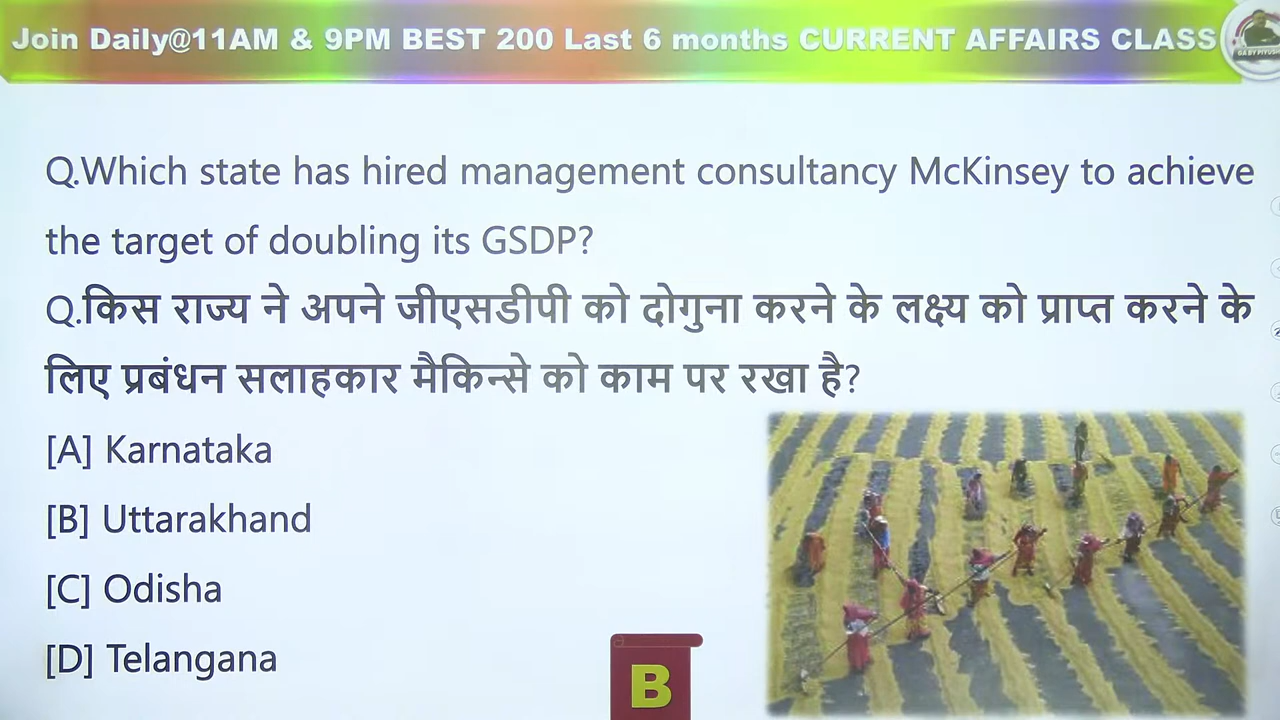 Join Daily@11AM & 9PM BEST 200 Last 6 months CURRENT AFFAIRS CLASS
Q.Which state has hired management consultancy McKinsey to achieve
the target of doubling its GSDP?
Q.किस राज्य ने अपने जीएसडीपी को दोगुना करने के लक्ष्य को प्राप्त करने के
लिए प्रबंधन सलाहकार मैकिन्से को काम पर रखा है?
[A] Karnataka
[B] Uttarakhand
[C] Odisha
[D] Telangana
B